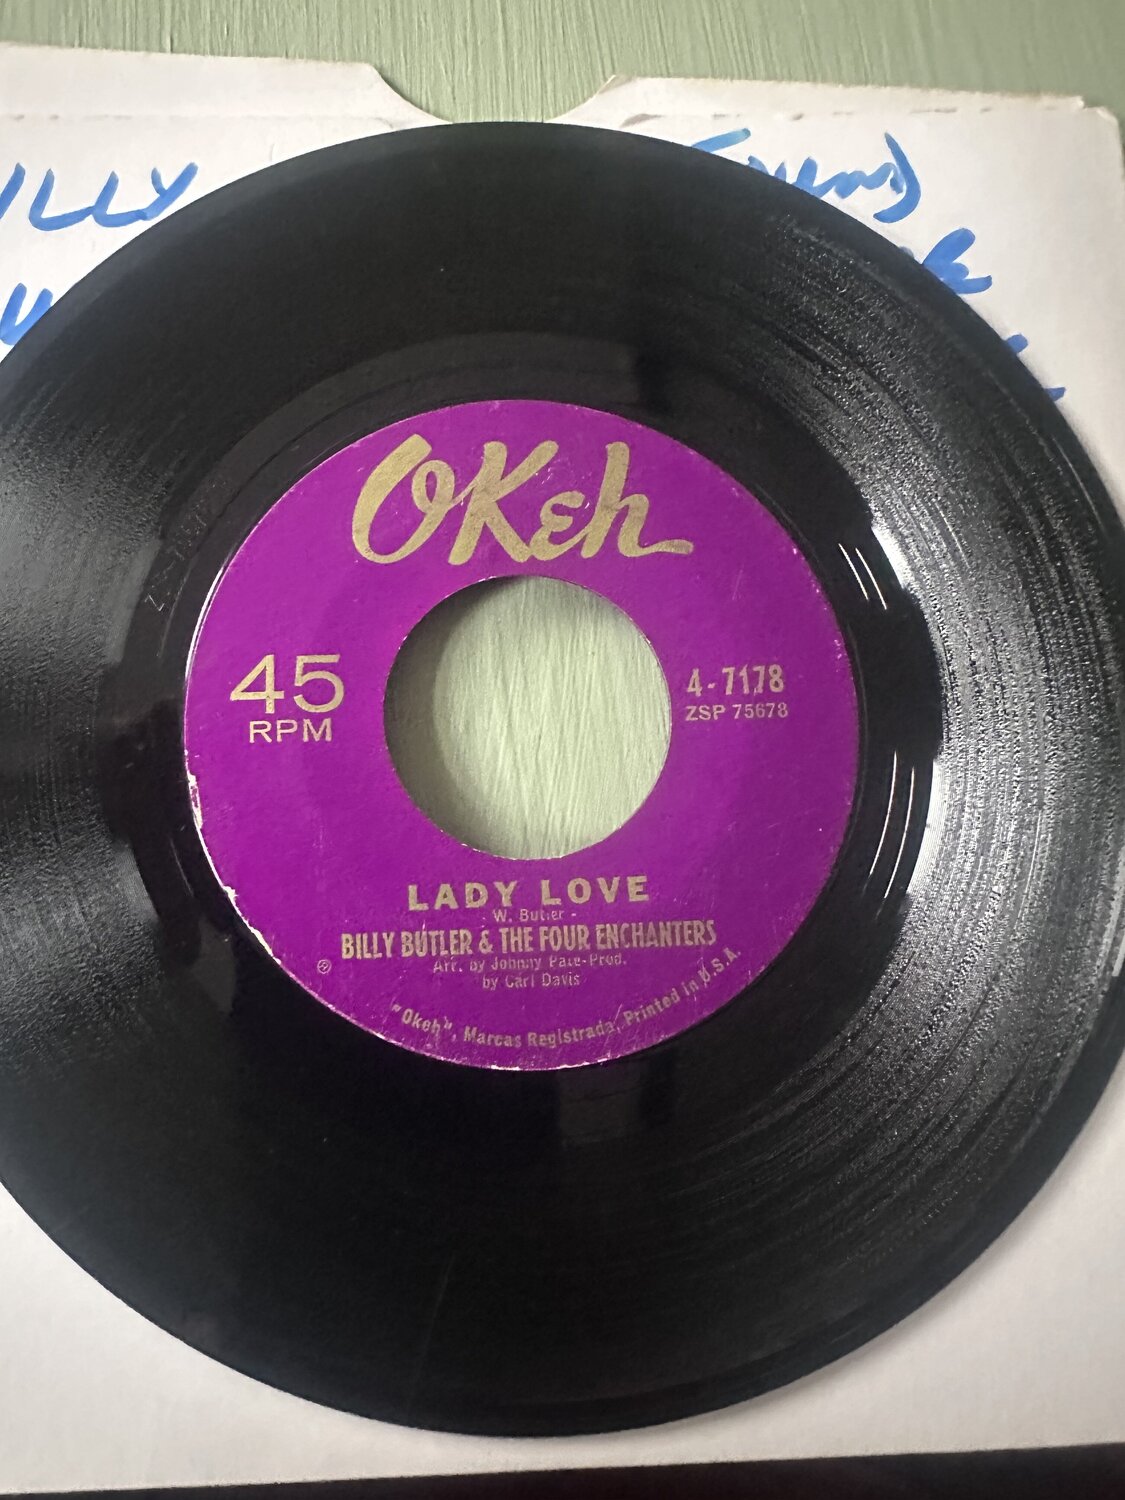 ILLY
OKeh
45
RPM
4-7178
ZSP 75678
LADY LOVE
- W. Butler -
BILLY BUTLER & THE FOUR ENCHANTERS
Arr. by Johnny Pate-Prod.
by Carl Davis
"Okeh", Marcas Registrada, Printed in U.S.A.